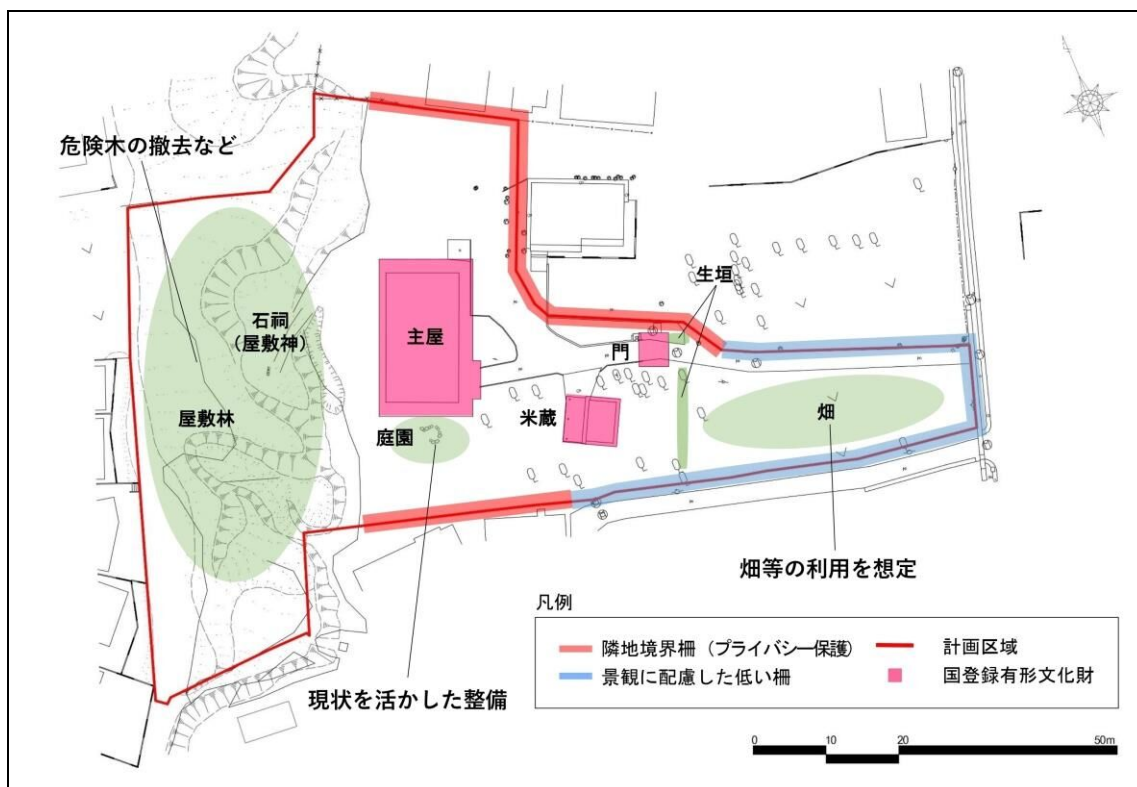 危険木の撤去など
生垣
石祠
（屋敷神）
主屋
門
屋敷林
庭園
米蔵
畑
畑等の利用を想定
現状を活かした整備
凡例
隣地境界柵（プライバシー保護）
計画区域
景観に配慮した低い柵
国登録有形文化財
0 10 20 50m